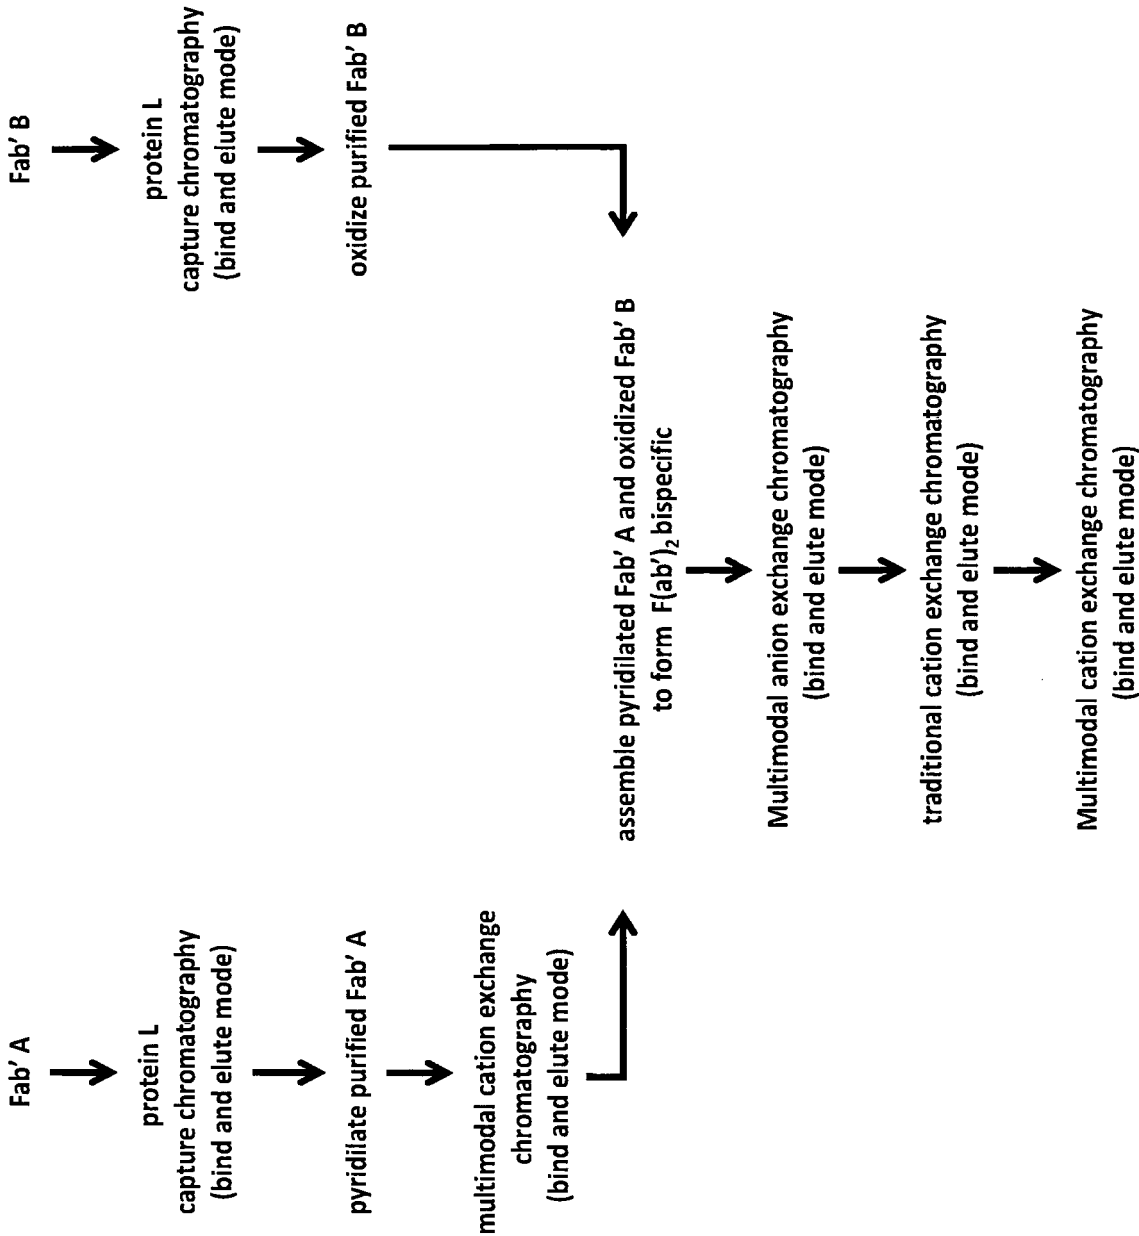 Fab' A
protein L
capture chromatography
(bind and elute mode)
pyridilate purified Fab' A
multimodal cation exchange
chromatography
(bind and elute mode)
Fab' B
protein L
capture chromatography
(bind and elute mode)
oxidize purified Fab' B
assemble pyridilated Fab' A and oxidized Fab' B
to form F(ab')₂ bispecific
Multimodal anion exchange chromatography
(bind and elute mode)
traditional cation exchange chromatography
(bind and elute mode)
Multimodal cation exchange chromatography
(bind and elute mode)